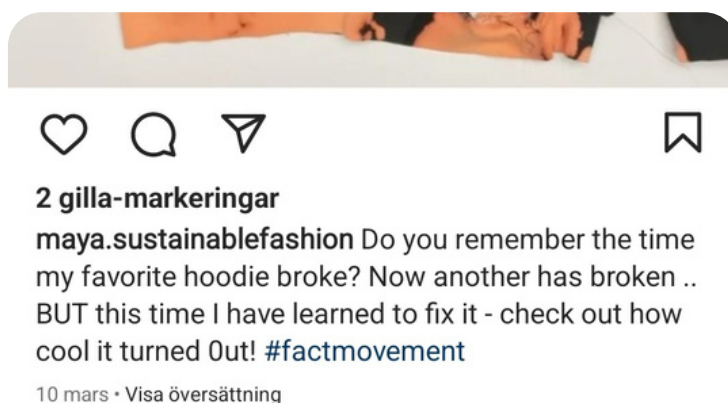 2 gilla-markeringar
maya.sustainablefashion Do you remember the time
my favorite hoodie broke? Now another has broken ..
BUT this time I have learned to fix it - check out how
cool it turned 0ut! #factmovement
10 mars • Visa översättning